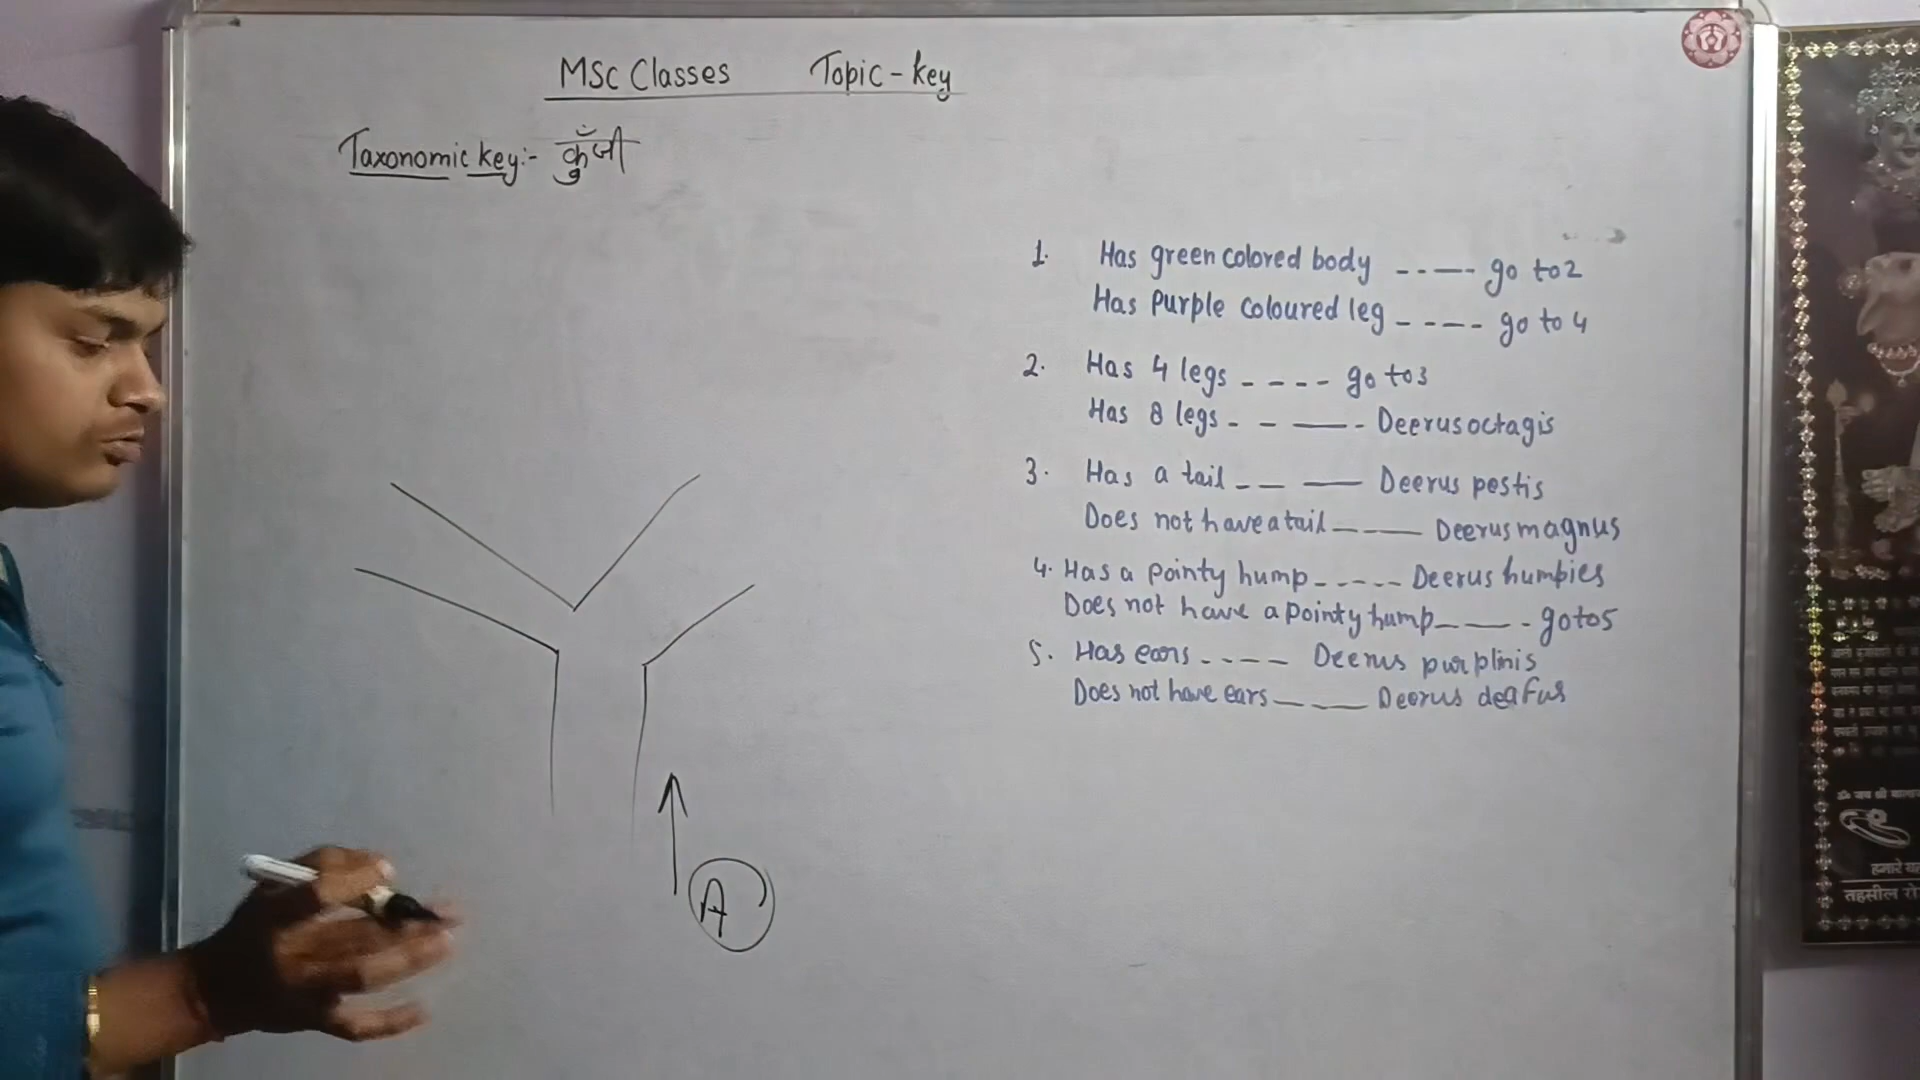 MSc Classes Topic - key
Taxonomic key:- कुंजी
1. Has green colored body ----- go to 2
Has Purple coloured leg ----- go to 4
2. Has 4 legs ---- go to 3
Has 8 legs - - —— - Deerus octagis
3. Has a tail -- — —— Deerus pestis
Does not have a tail ————— Deerus magnus
4. Has a pointy hump ----- Deerus humpies
Does not have a pointy hump —— — - go to 5
5. Has ears ---- Deerus purplinis
Does not have ears —— —— Deerus deafus
A
हमारे
तहसील